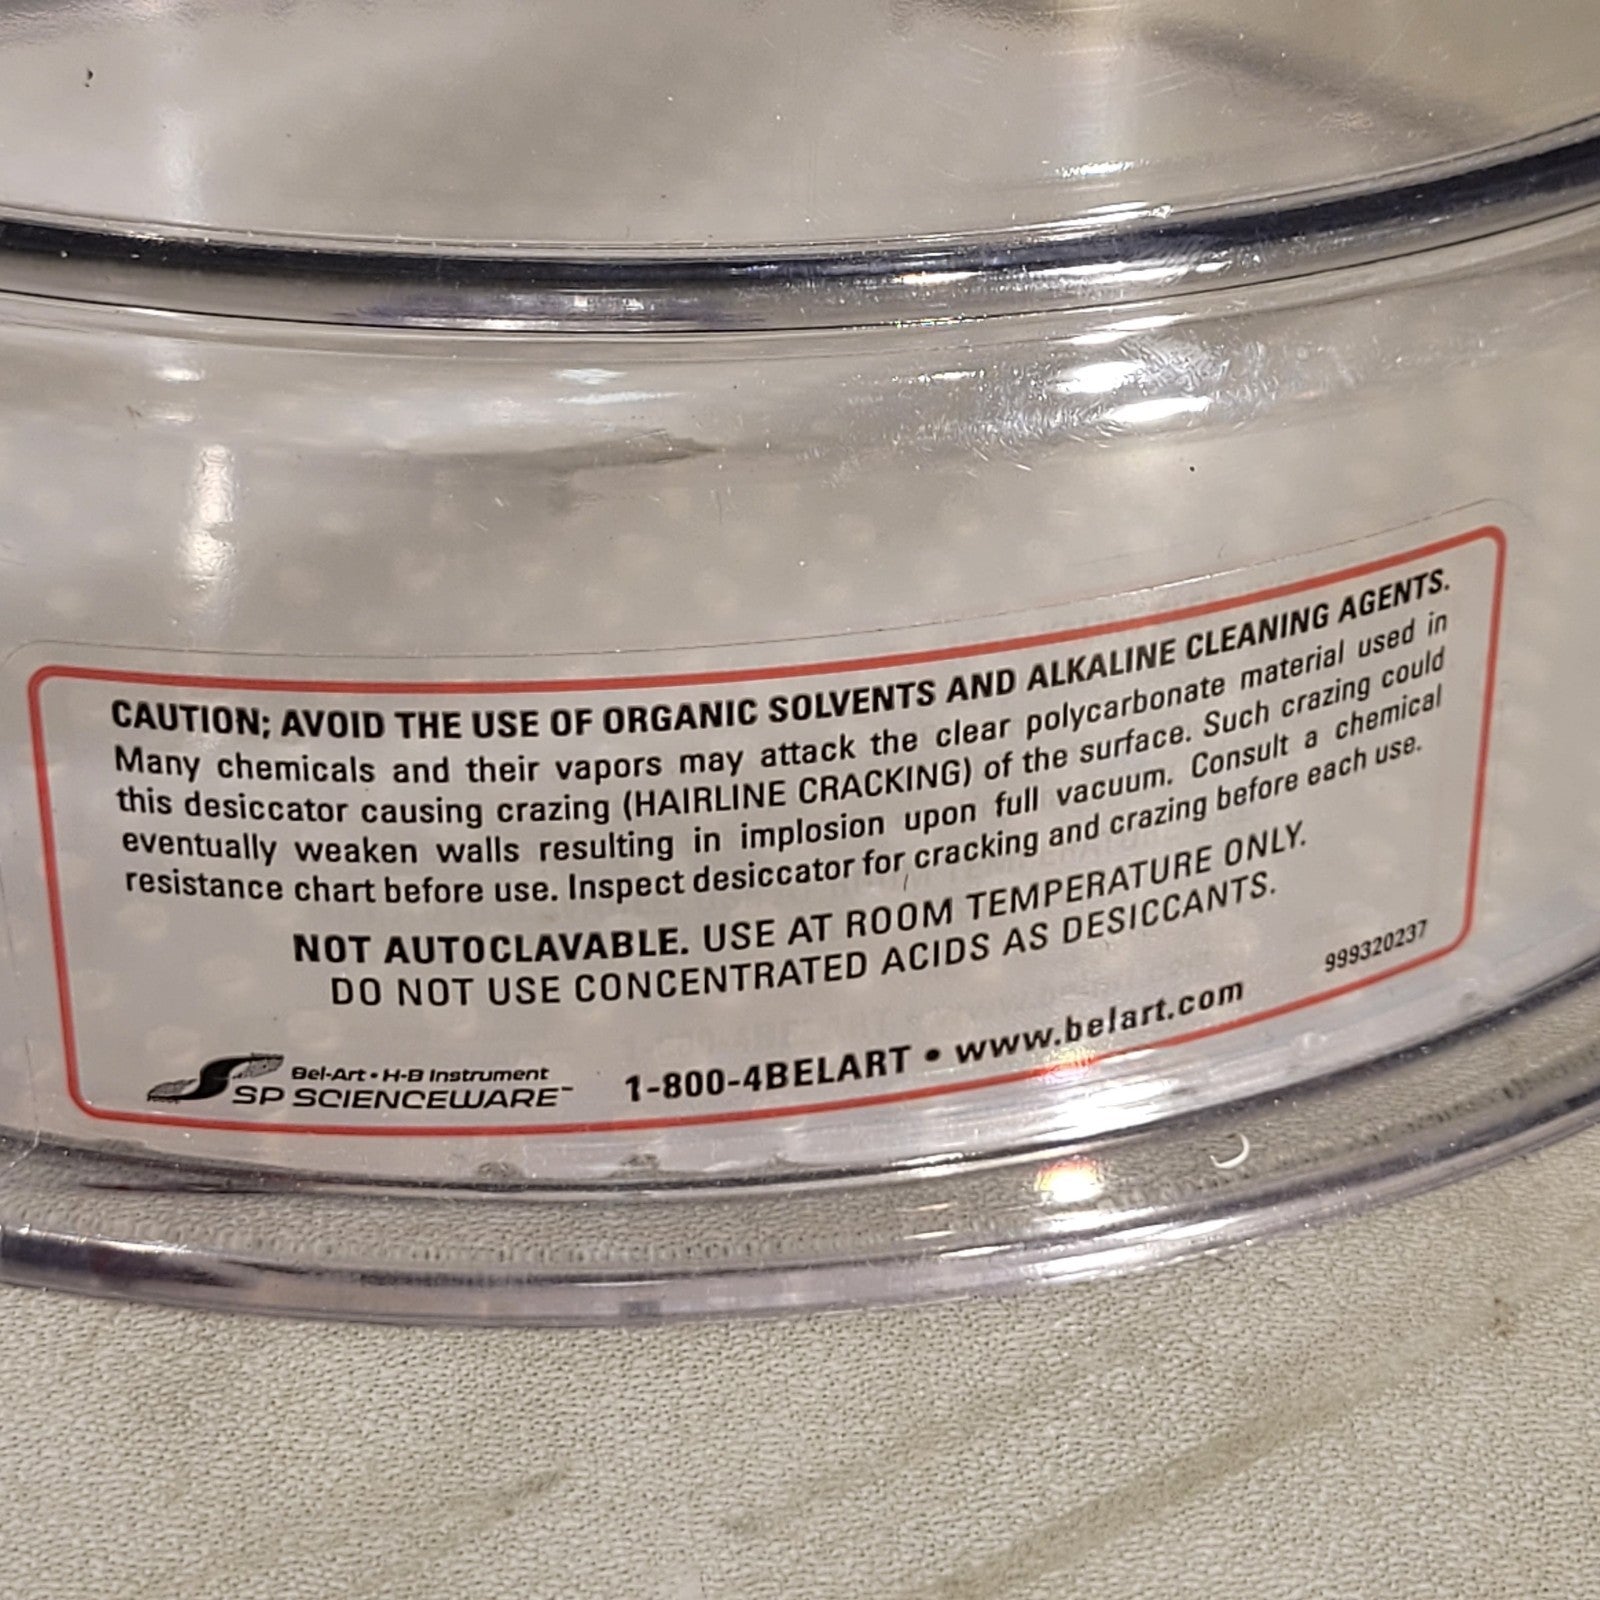 CAUTION; AVOID THE USE OF ORGANIC SOLVENTS AND ALKALINE CLEANING AGENTS.
Many chemicals and their vapors may attack the clear polycarbonate material used in
this desiccator causing crazing (HAIRLINE CRACKING) of the surface. Such crazing could
eventually weaken walls resulting in implosion upon full vacuum. Consult a chemical
resistance chart before use. Inspect desiccator for cracking and crazing before each use.
NOT AUTOCLAVABLE. USE AT ROOM TEMPERATURE ONLY.
DO NOT USE CONCENTRATED ACIDS AS DESICCANTS.
999320237
Bel-Art • H-B Instrument
SP SCIENCEWARE™
1-800-4BELART • www.belart.com